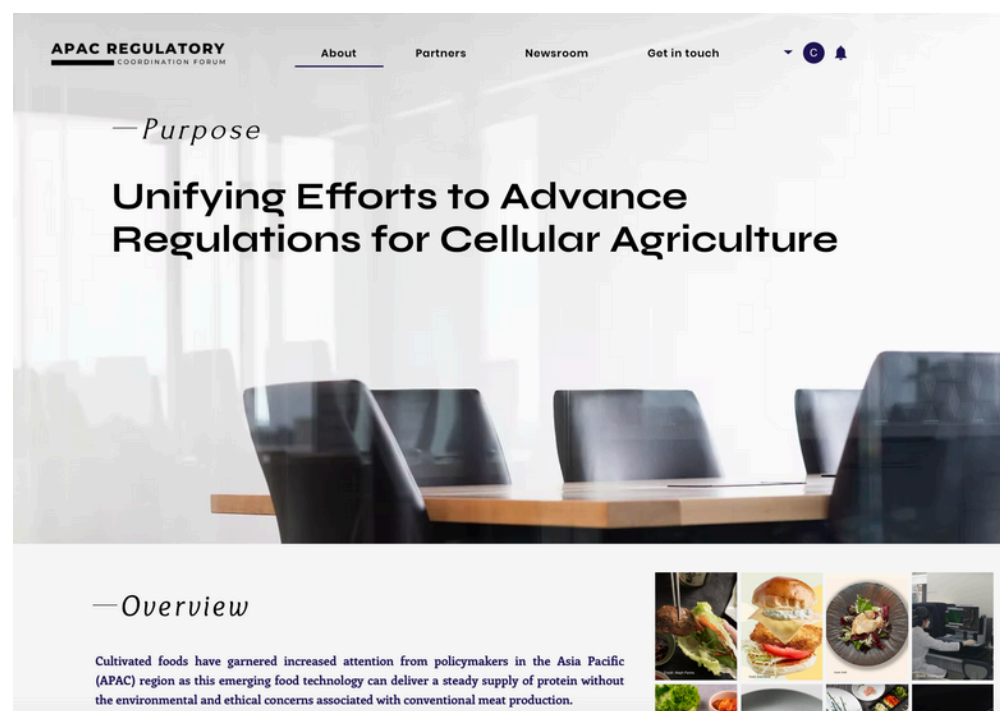 APAC REGULATORY
COORDINATION FORUM
About
Partners
Newsroom
Get in touch
C
—Purpose
Unifying Efforts to Advance
Regulations for Cellular Agriculture
—Overview
Cultivated foods have garnered increased attention from policymakers in the Asia Pacific
(APAC) region as this emerging food technology can deliver a steady supply of protein without
the environmental and ethical concerns associated with conventional meat production.